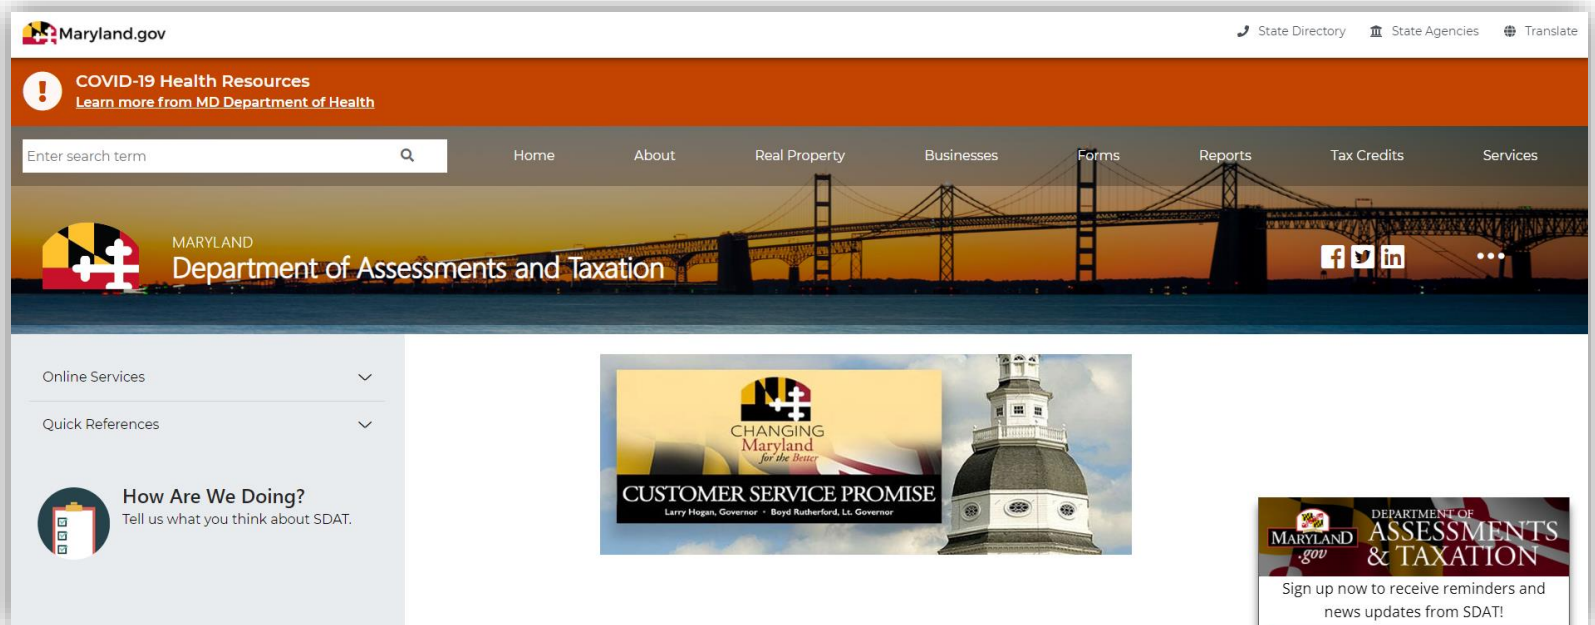 Maryland.gov
State Directory
State Agencies
Translate
COVID-19 Health Resources
Learn more from MD Department of Health
Enter search term
Home
About
Real Property
Businesses
Forms
Reports
Tax Credits
Services
MARYLAND
Department of Assessments and Taxation
Online Services
Quick References
How Are We Doing?
Tell us what you think about SDAT.
CHANGING
Maryland
for the Better
CUSTOMER SERVICE PROMISE
Larry Hogan, Governor • Boyd Rutherford, Lt. Governor
MARYLAND
.gov
DEPARTMENT OF
ASSESSMENTS
& TAXATION
Sign up now to receive reminders and
news updates from SDAT!